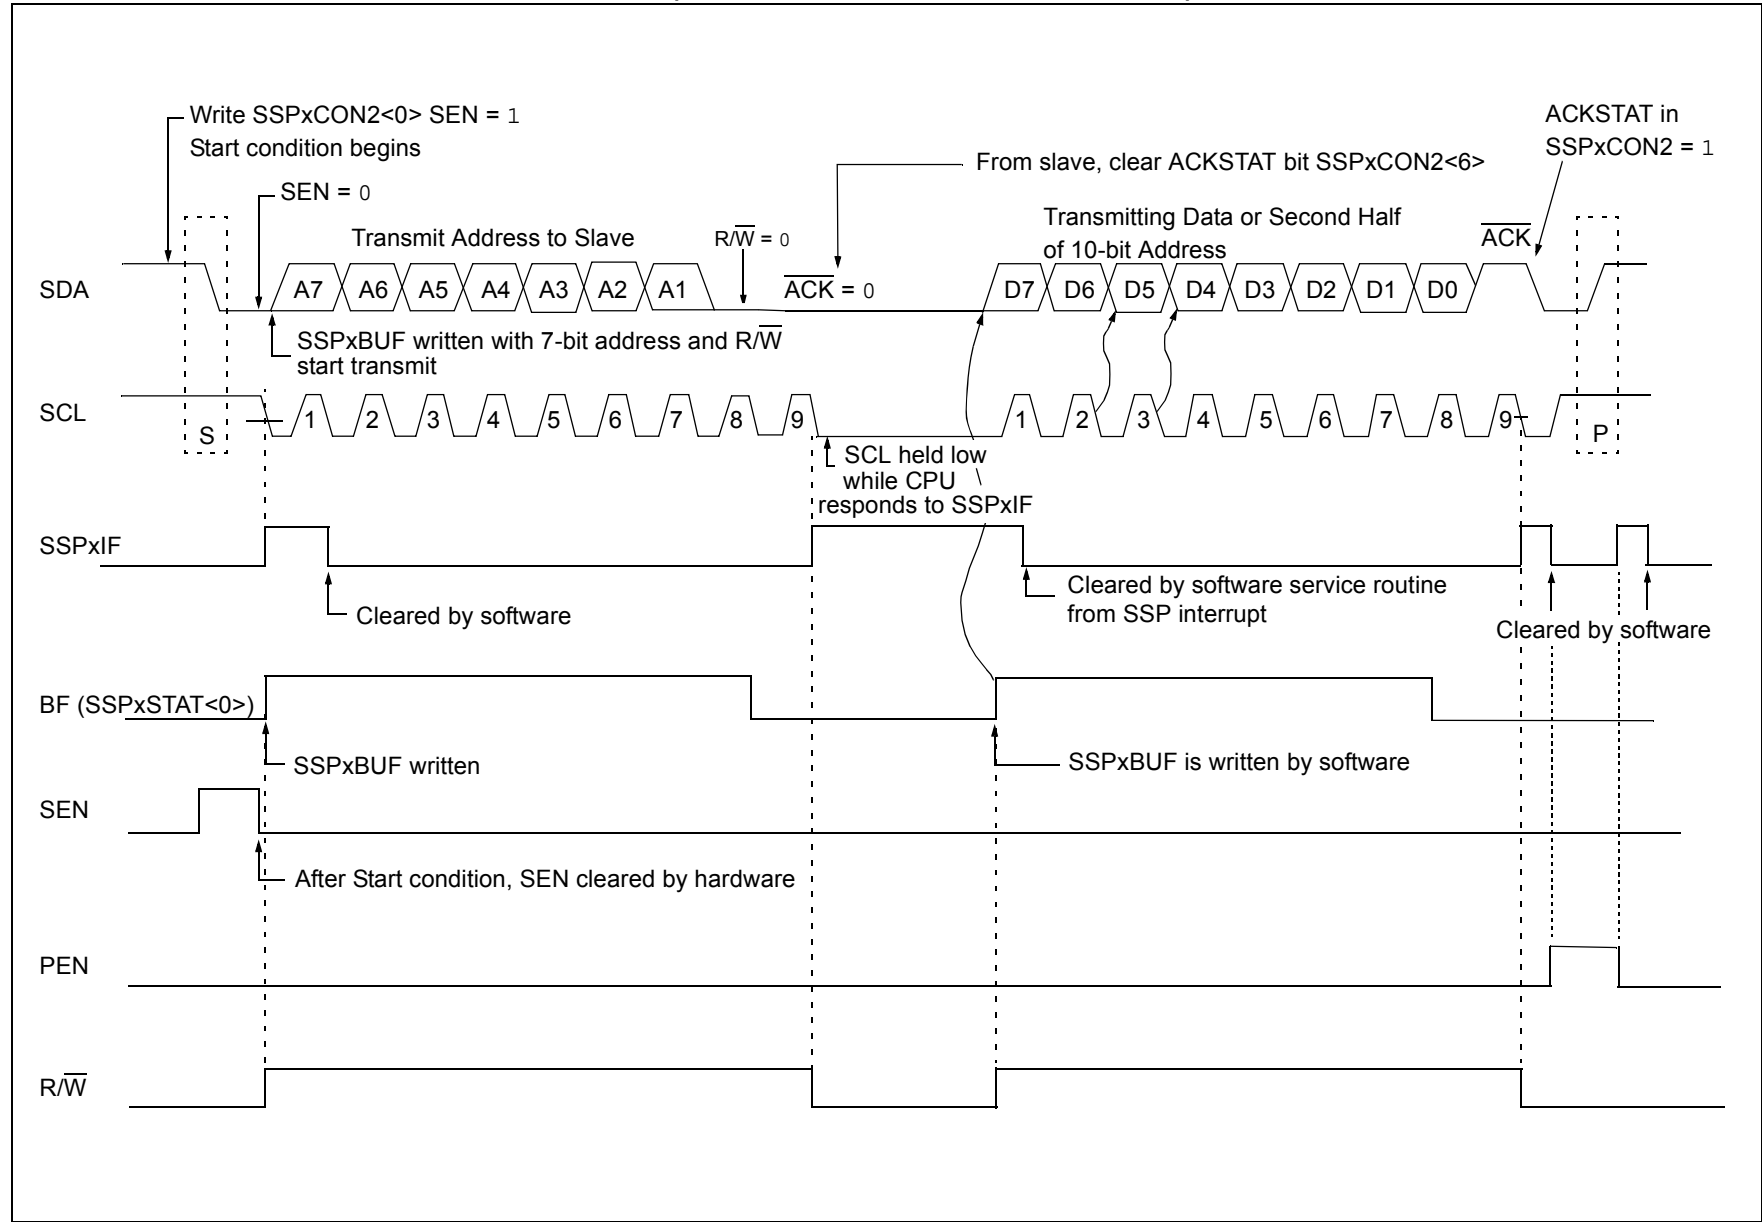 Write SSPxCON2<0> SEN = 1
Start condition begins
ACKSTAT in
SSPxCON2 = 1
From slave, clear ACKSTAT bit SSPxCON2<6>
SEN = 0
Transmitting Data or Second Half
of 10-bit Address
Transmit Address to Slave
R/W̅ = 0
A̅C̅K̅
SDA
A7 A6 A5 A4 A3 A2 A1
A̅C̅K̅ = 0
D7 D6 D5 D4 D3 D2 D1 D0
SSPxBUF written with 7-bit address and R/W̅
start transmit
SCL
S
1 2 3 4 5 6 7 8 9
1 2 3 4 5 6 7 8 9
P
SCL held low
while CPU
responds to SSPxIF
SSPxIF
Cleared by software
Cleared by software service routine
from SSP interrupt
Cleared by software
BF (SSPxSTAT<0>)
SSPxBUF written
SSPxBUF is written by software
SEN
After Start condition, SEN cleared by hardware
PEN
R/W̅